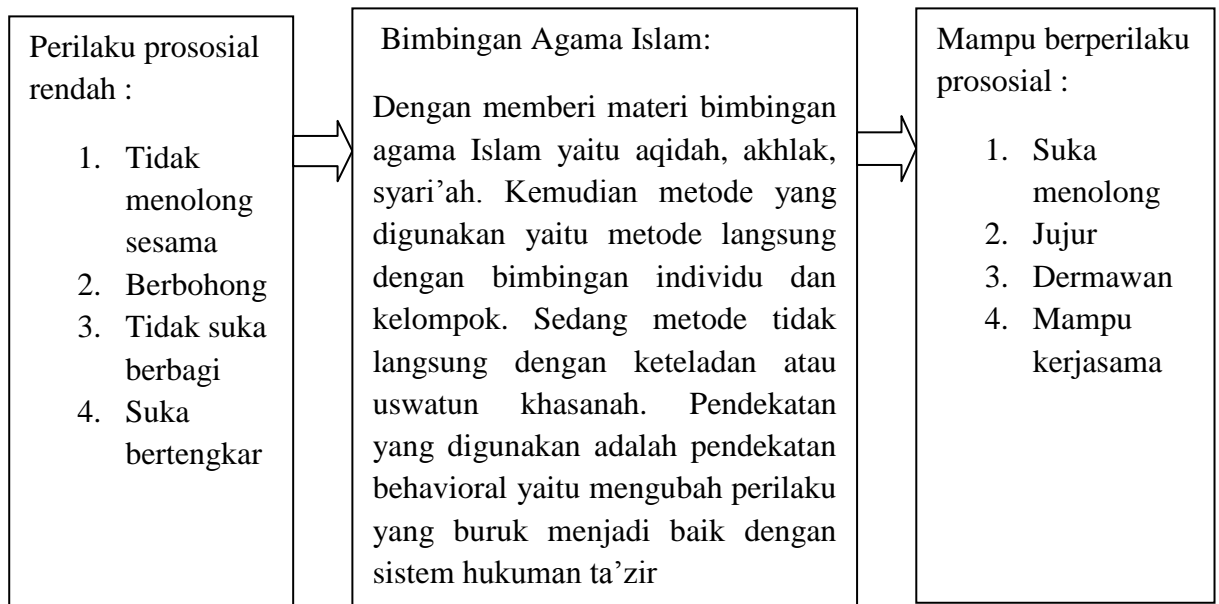 Perilaku prososial
rendah :
1. Tidak
menolong
sesama
2. Berbohong
3. Tidak suka
berbagi
4. Suka
bertengkar
Bimbingan Agama Islam:
Dengan memberi materi bimbingan
agama Islam yaitu aqidah, akhlak,
syari’ah. Kemudian metode yang
digunakan yaitu metode langsung
dengan bimbingan individu dan
kelompok. Sedang metode tidak
langsung dengan keteladan atau
uswatun khasanah. Pendekatan
yang digunakan adalah pendekatan
behavioral yaitu mengubah perilaku
yang buruk menjadi baik dengan
sistem hukuman ta’zir
Mampu berperilaku
prososial :
1. Suka
menolong
2. Jujur
3. Dermawan
4. Mampu
kerjasama